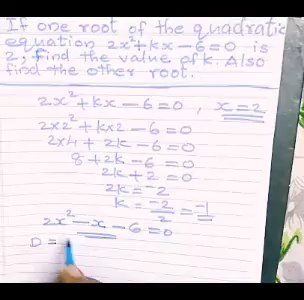 If one root of the quadratic
equation 2x²+kx-6=0 is
2, find the value of k. Also
find the other root.
2x²+kx-6=0, x=2
2x2²+kx2-6=0
2x4+2k-6=0
8+2k-6=0
2k+2=0
2k=-2
k=-2/2=-1
2x²-x-6=0
D=